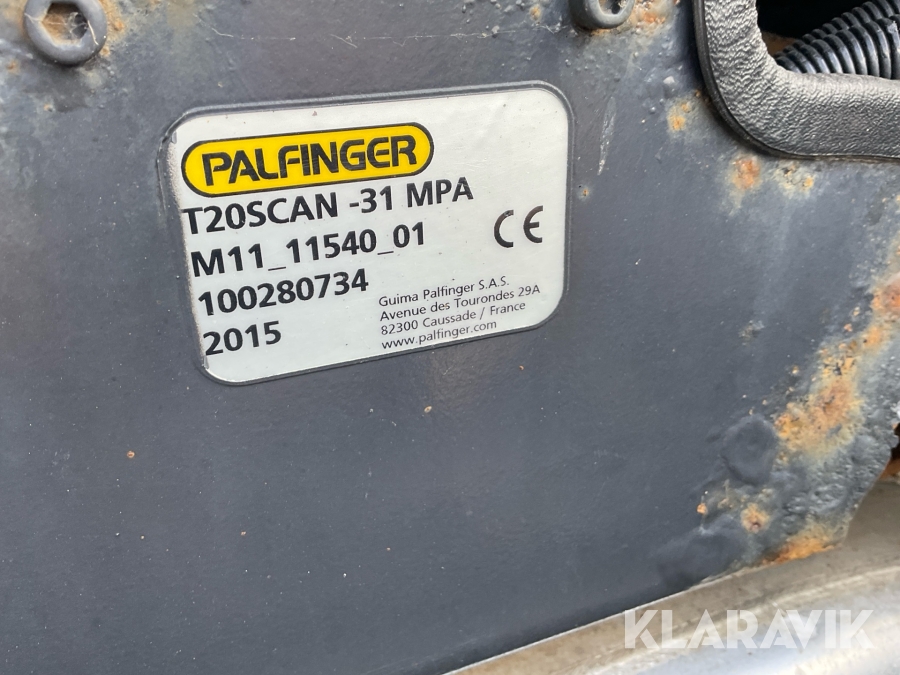 PALFINGER
T20SCAN -31 MPA
M11_11540_01
100280734
2015
CE
Guima Palfinger S.A.S.
Avenue des Tourondes 29A
82300 Caussade / France
www.palfinger.com
KLARAVIK